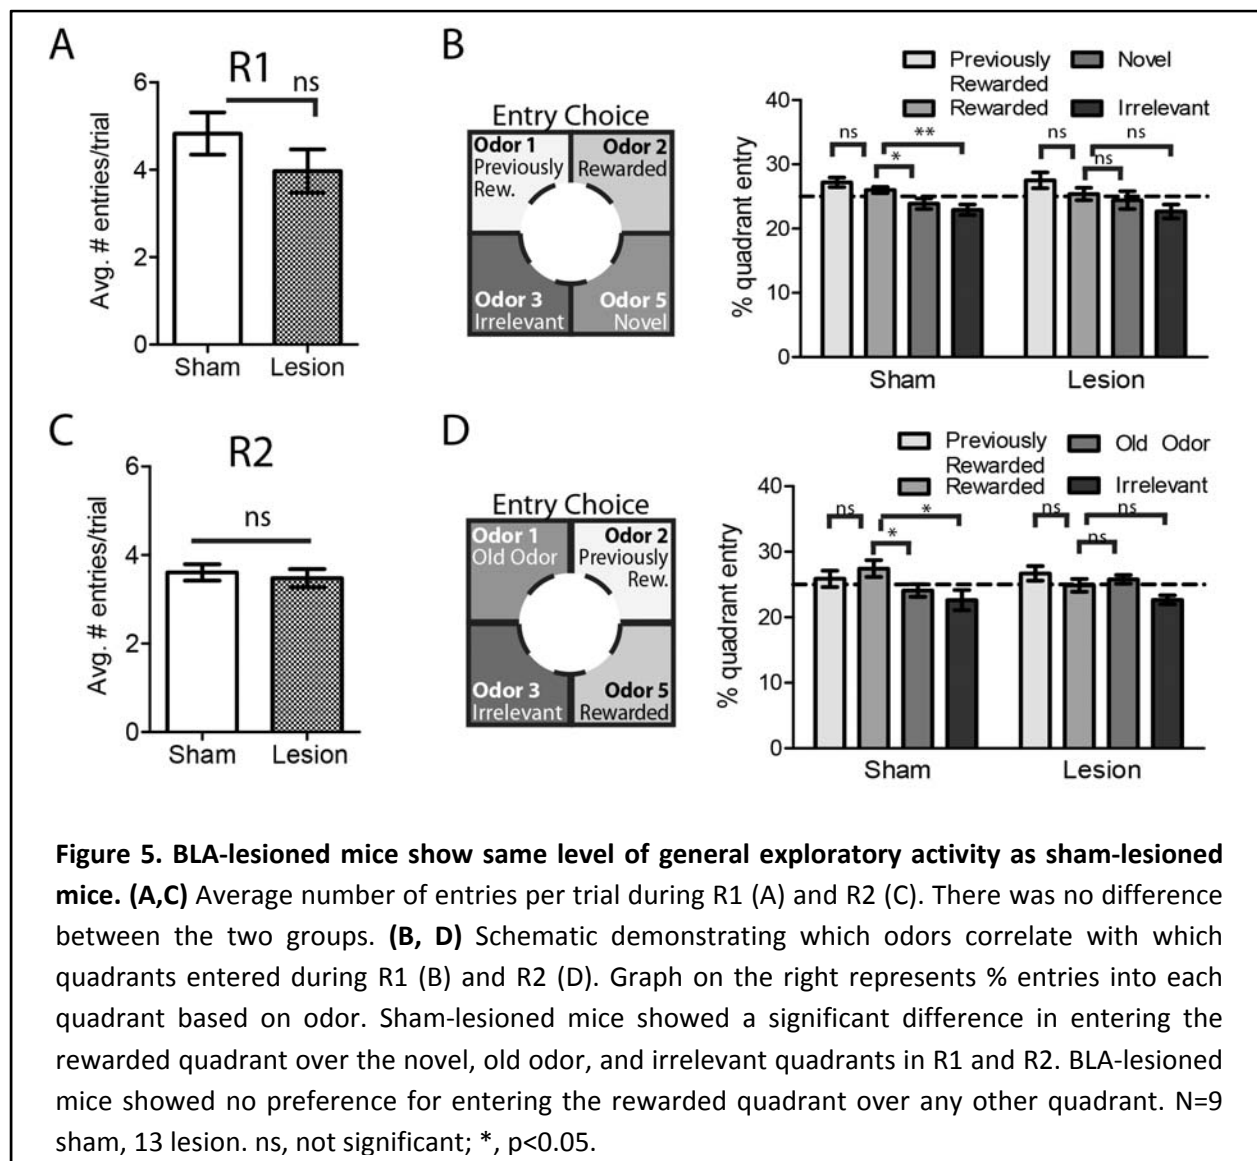 A
R1
ns
Avg. # entries/trial
6
4
2
0
Sham Lesion
B
Entry Choice
Odor 1
Previously
Rew.
Odor 2
Rewarded
Odor 3
Irrelevant
Odor 5
Novel
Previously
Rewarded
Rewarded
Novel
Irrelevant
% quadrant entry
40
30
20
10
0
ns
*
**
ns
ns
ns
Sham Lesion
C
R2
ns
Avg. # entries/trial
6
4
2
0
Sham Lesion
D
Entry Choice
Odor 1
Old Odor
Odor 2
Previously
Rew.
Odor 3
Irrelevant
Odor 5
Rewarded
Previously
Rewarded
Rewarded
Old Odor
Irrelevant
% quadrant entry
40
30
20
10
0
ns
*
*
ns
ns
ns
Sham Lesion
Figure 5. BLA-lesioned mice show same level of general exploratory activity as sham-lesioned
mice. (A,C) Average number of entries per trial during R1 (A) and R2 (C). There was no difference
between the two groups. (B, D) Schematic demonstrating which odors correlate with which
quadrants entered during R1 (B) and R2 (D). Graph on the right represents % entries into each
quadrant based on odor. Sham-lesioned mice showed a significant difference in entering the
rewarded quadrant over the novel, old odor, and irrelevant quadrants in R1 and R2. BLA-lesioned
mice showed no preference for entering the rewarded quadrant over any other quadrant. N=9
sham, 13 lesion. ns, not significant; *, p<0.05.